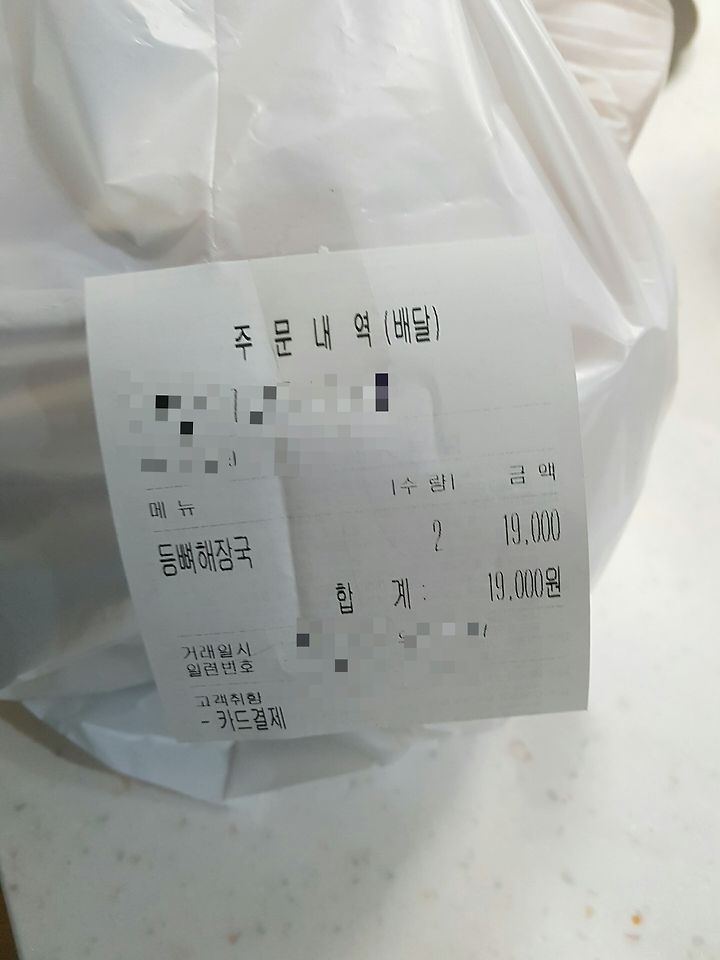 주 문 내 역 (배달)
메 뉴 |수 량| 금 액
등뼈해장국 2 19,000
합 계 : 19,000원
거래일시
일련번호
고객취향
- 카드결제